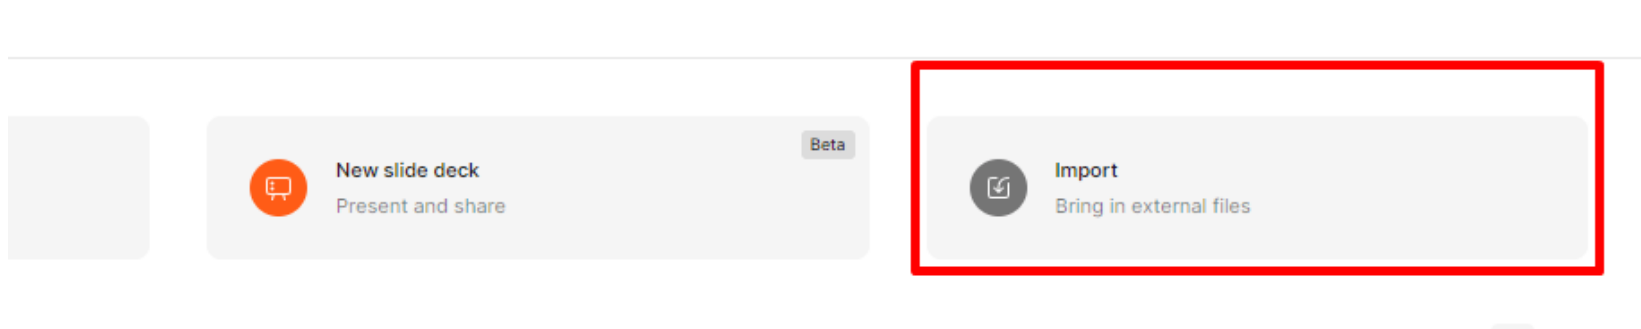 Beta
New slide deck
Present and share
Import
Bring in external files